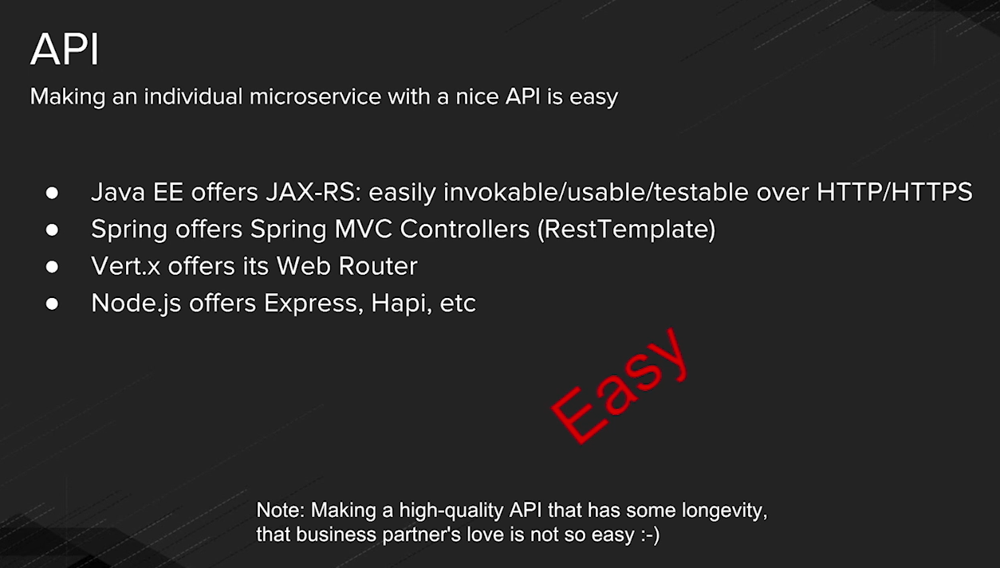 API
Making an individual microservice with a nice API is easy
● Java EE offers JAX-RS: easily invokable/usable/testable over HTTP/HTTPS
● Spring offers Spring MVC Controllers (RestTemplate)
● Vert.x offers its Web Router
● Node.js offers Express, Hapi, etc
Easy
Note: Making a high-quality API that has some longevity,
that business partner's love is not so easy :-)